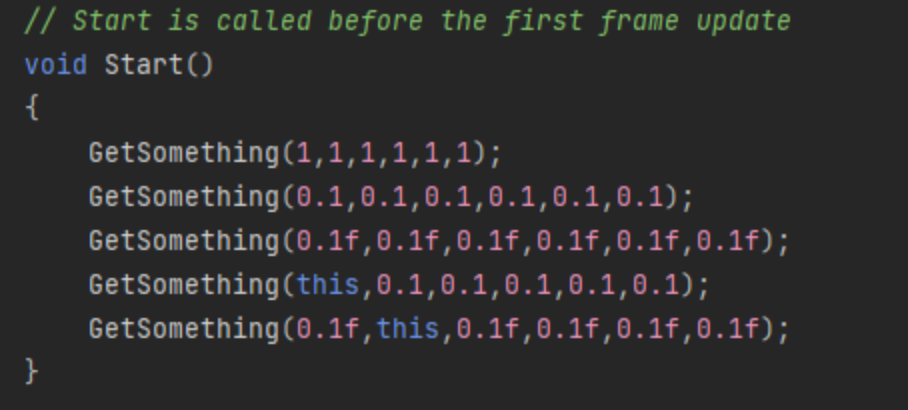 // Start is called before the first frame update
void Start()
{
    GetSomething(1,1,1,1,1,1);
    GetSomething(0.1,0.1,0.1,0.1,0.1,0.1);
    GetSomething(0.1f,0.1f,0.1f,0.1f,0.1f,0.1f);
    GetSomething(this,0.1,0.1,0.1,0.1,0.1);
    GetSomething(0.1f,this,0.1f,0.1f,0.1f,0.1f);
}